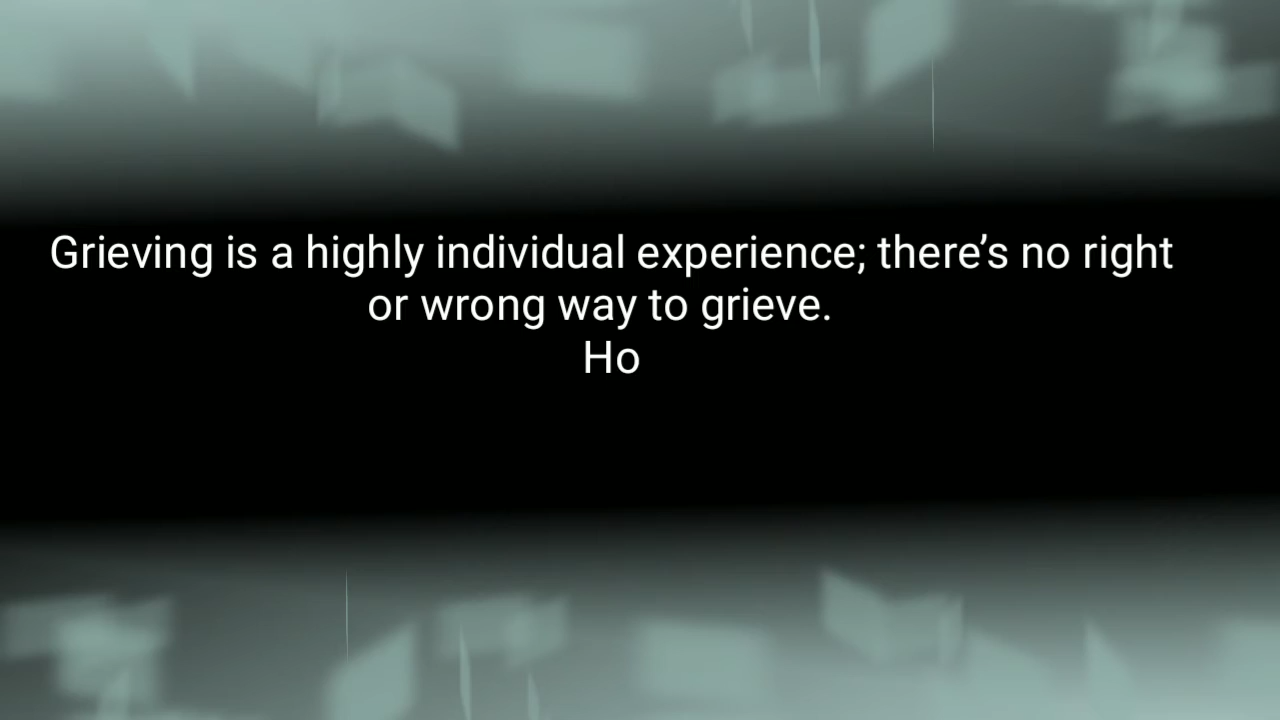 Grieving is a highly individual experience; there’s no right
or wrong way to grieve.
Ho